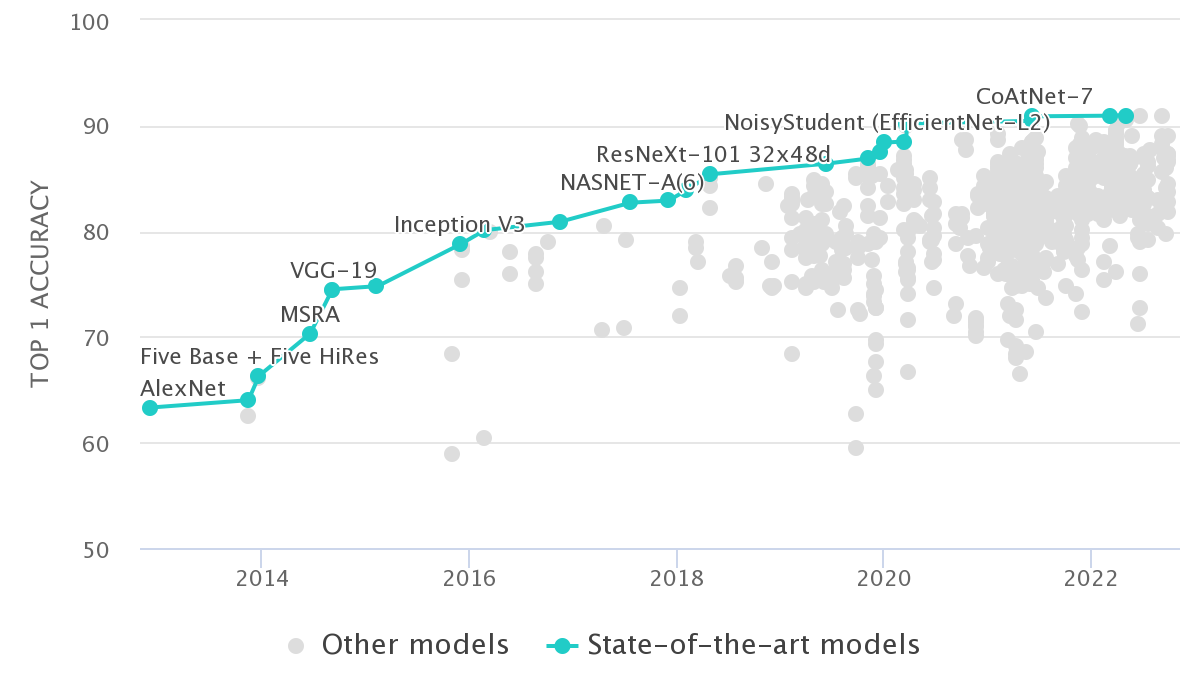 100
CoAtNet-7
90
NoisyStudent (EfficientNet-L2)
ResNeXt-101 32x48d
NASNET-A(6)
80
Inception V3
VGG-19
MSRA
70
Five Base + Five HiRes
AlexNet
60
50
TOP 1 ACCURACY
2014 2016 2018 2020 2022
Other models State-of-the-art models